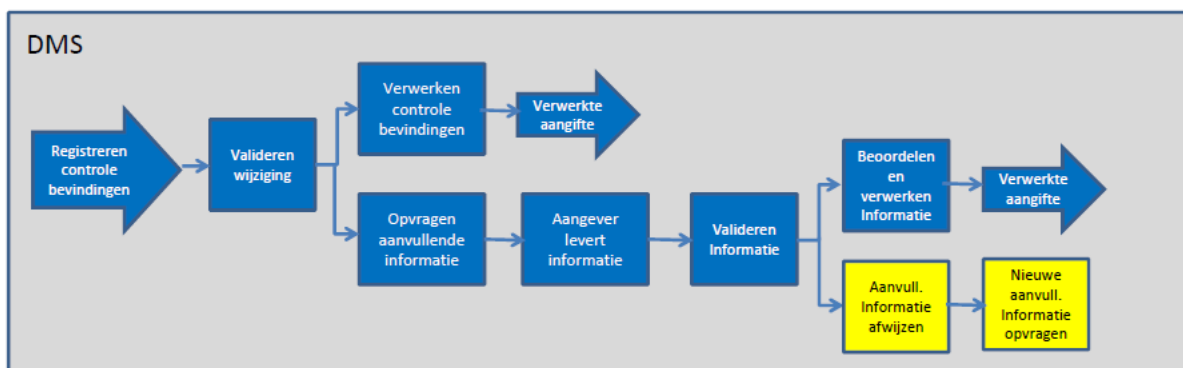 DMS
Registreren
controle
bevindingen
Valideren
wijziging
Verwerken
controle
bevindingen
Verwerkte
aangifte
Opvragen
aanvullende
informatie
Aangever
levert
informatie
Valideren
Informatie
Beoordelen
en
verwerken
Informatie
Verwerkte
aangifte
Aanvull.
Informatie
afwijzen
Nieuwe
aanvull.
Informatie
opvragen